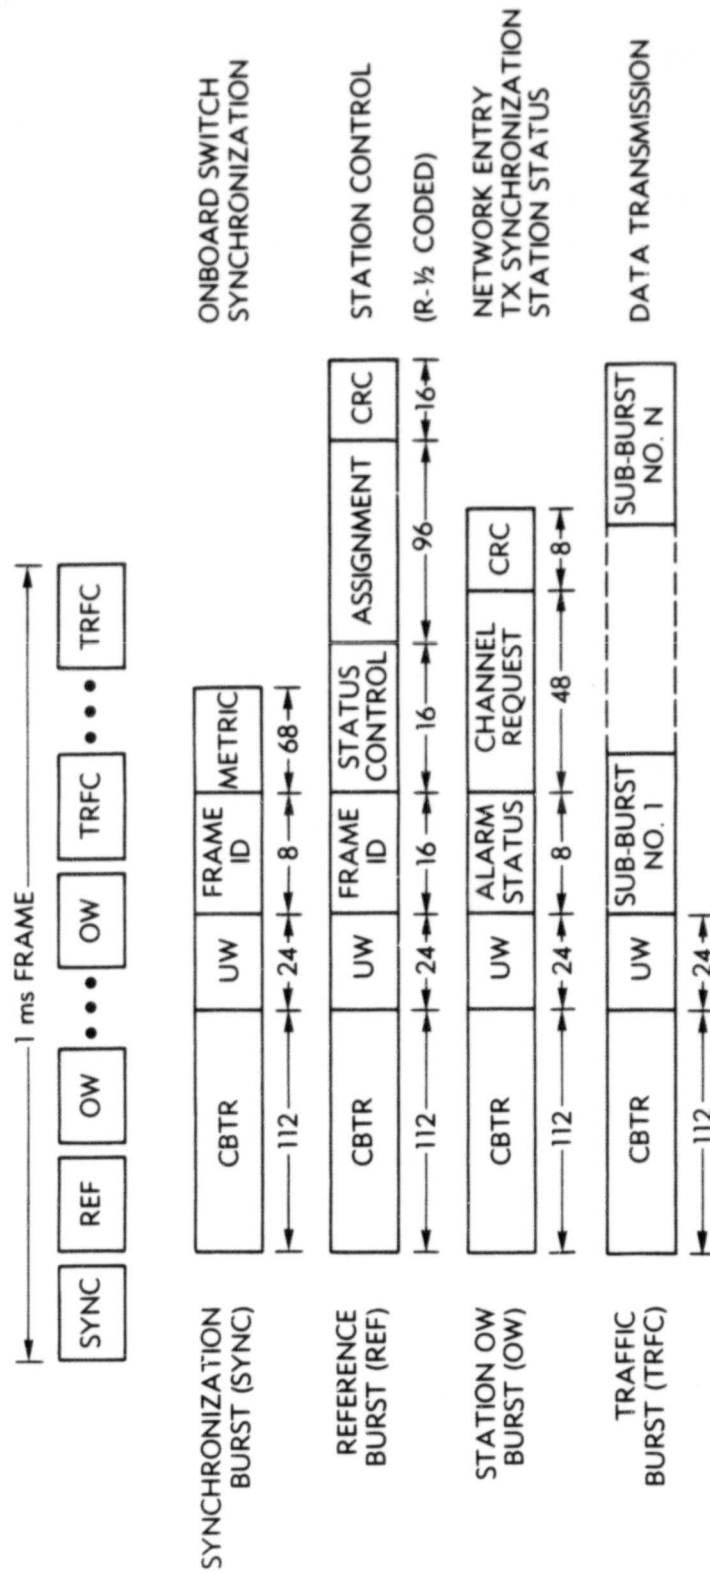 1 ms FRAME
SYNC REF OW ••• OW TRFC ••• TRFC
SYNCHRONIZATION
BURST (SYNC)
CBTR UW FRAME ID METRIC
112 24 8 68
ONBOARD SWITCH
SYNCHRONIZATION
REFERENCE
BURST (REF)
CBTR UW FRAME ID STATUS CONTROL ASSIGNMENT CRC
112 24 16 16 96 16
STATION CONTROL
(R-½ CODED)
STATION OW
BURST (OW)
CBTR UW ALARM STATUS CHANNEL REQUEST CRC
112 24 8 48 8
NETWORK ENTRY
TX SYNCHRONIZATION
STATION STATUS
TRAFFIC
BURST (TRFC)
CBTR UW SUB-BURST NO. 1 SUB-BURST NO. N
112 24
DATA TRANSMISSION